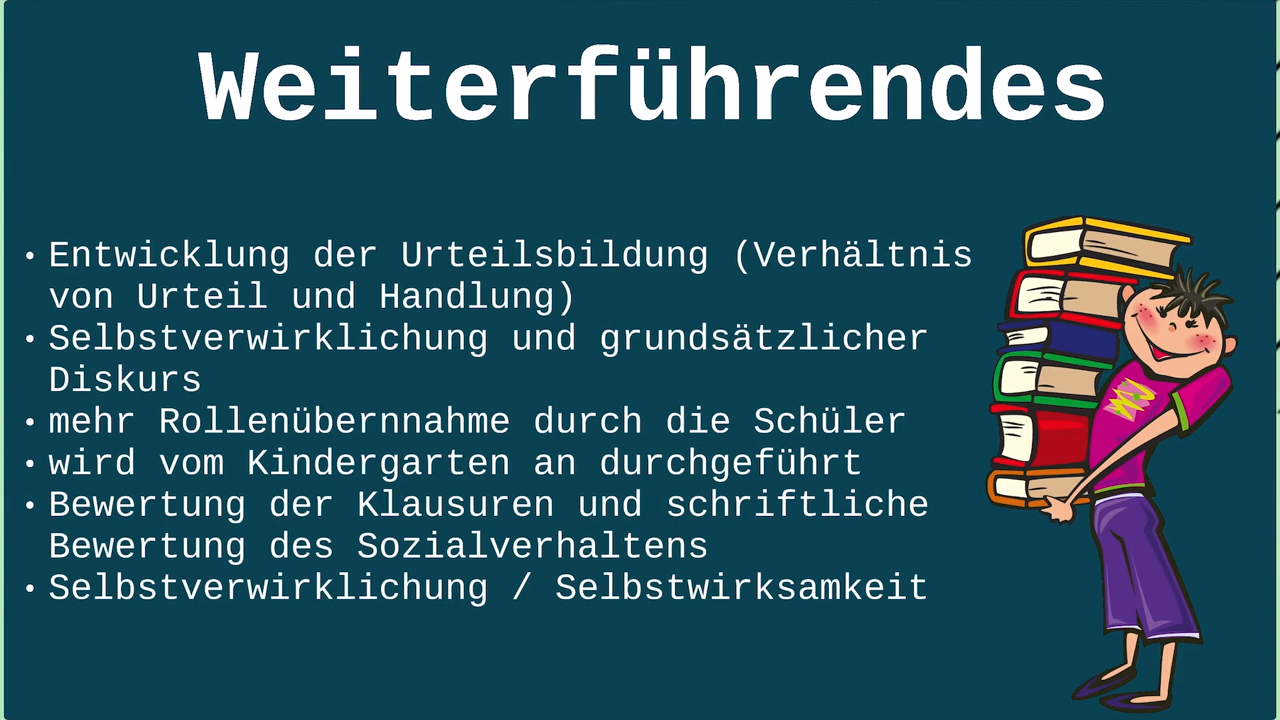 Weiterführendes
• Entwicklung der Urteilsbildung (Verhältnis
von Urteil und Handlung)
• Selbstverwirklichung und grundsätzlicher
Diskurs
• mehr Rollenübernnahme durch die Schüler
• wird vom Kindergarten an durchgeführt
• Bewertung der Klausuren und schriftliche
Bewertung des Sozialverhaltens
• Selbstverwirklichung / Selbstwirksamkeit